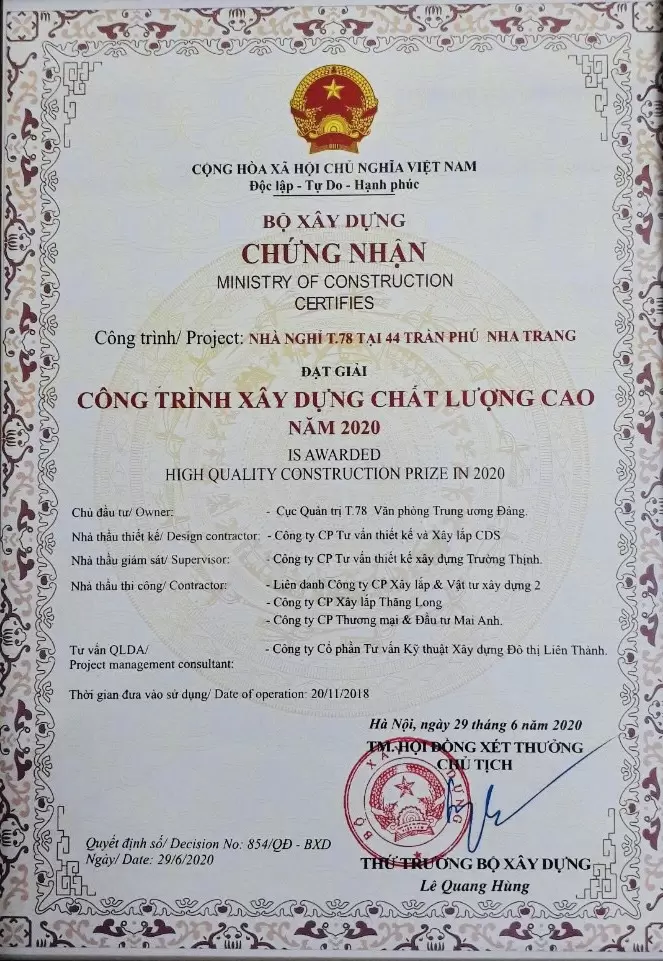 CỘNG HÒA XÃ HỘI CHỦ NGHĨA VIỆT NAM
Độc lập - Tự Do - Hạnh phúc
BỘ XÂY DỰNG
CHỨNG NHẬN
MINISTRY OF CONSTRUCTION
CERTIFIES
Công trình/ Project: NHÀ NGHỈ T.78 TẠI 44 TRẦN PHÚ NHA TRANG
ĐẠT GIẢI
CÔNG TRÌNH XÂY DỰNG CHẤT LƯỢNG CAO
NĂM 2020
IS AWARDED
HIGH QUALITY CONSTRUCTION PRIZE IN 2020
Chủ đầu tư/ Owner: - Cục Quản trị T.78 Văn phòng Trung ương Đảng.
Nhà thầu thiết kế/ Design contractor: - Công ty CP Tư vấn thiết kế và Xây lắp CDS
Nhà thầu giám sát/ Supervisor: - Công ty CP Tư vấn thiết kế xây dựng Trường Thịnh.
Nhà thầu thi công/ Contractor: - Liên danh Công ty CP Xây lắp & Vật tư xây dựng 2
- Công ty CP Xây lắp Thăng Long
- Công ty CP Thương mại & Đầu tư Mai Anh.
Tư vấn QLDA/ - Công ty Cổ phần Tư vấn Kỹ thuật Xây dựng Đô thị Liên Thành.
Project management consultant:
Thời gian đưa vào sử dụng/ Date of operation: 20/11/2018
Hà Nội, ngày 29 tháng 6 năm 2020
TM. HỘI ĐỒNG XÉT THƯỞNG
CHỦ TỊCH
BỘ XÂY DỰNG
Quyết định số/ Decision No: 854/QĐ - BXD
Ngày/ Date: 29/6/2020
THỨ TRƯỞNG BỘ XÂY DỰNG
Lê Quang Hùng